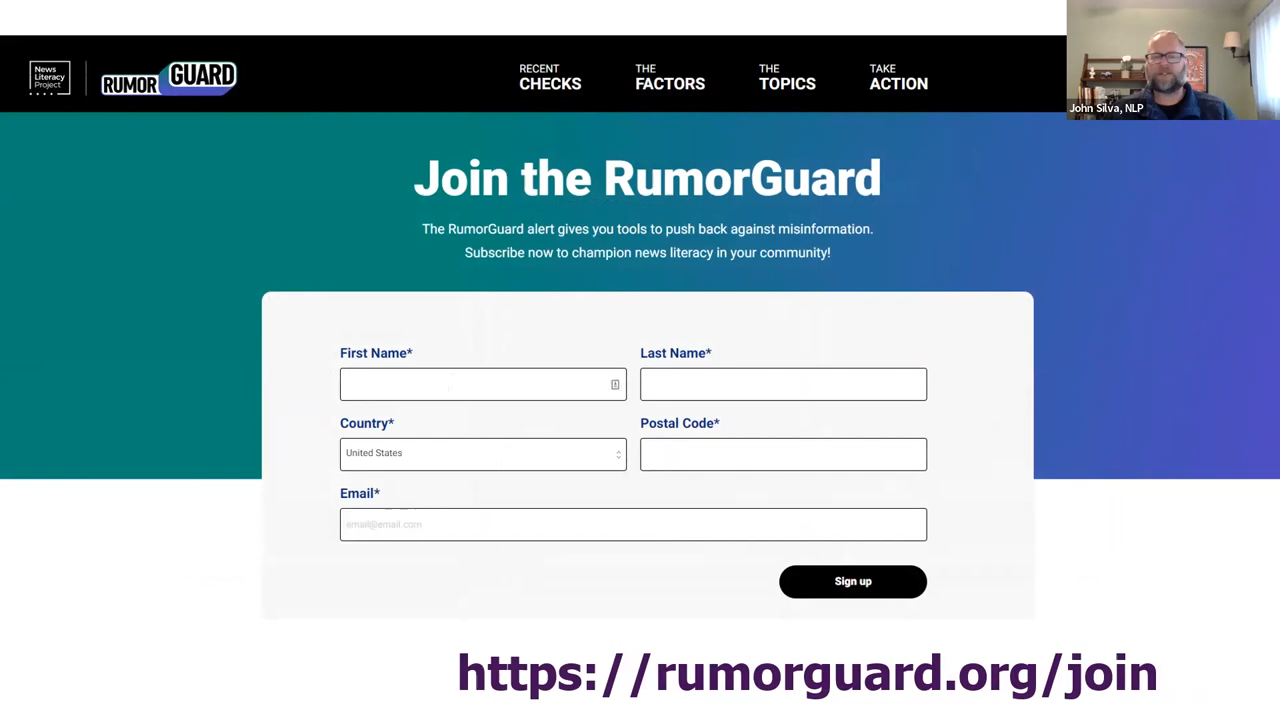 News
Literacy
Project
RUMOR GUARD
RECENT
CHECKS
THE
FACTORS
THE
TOPICS
TAKE
ACTION
John Silva, NLP
Join the RumorGuard
The RumorGuard alert gives you tools to push back against misinformation.
Subscribe now to champion news literacy in your community!
First Name*
Last Name*
Country*
Postal Code*
United States
Email*
email@email.com
Sign up
https://rumorguard.org/join